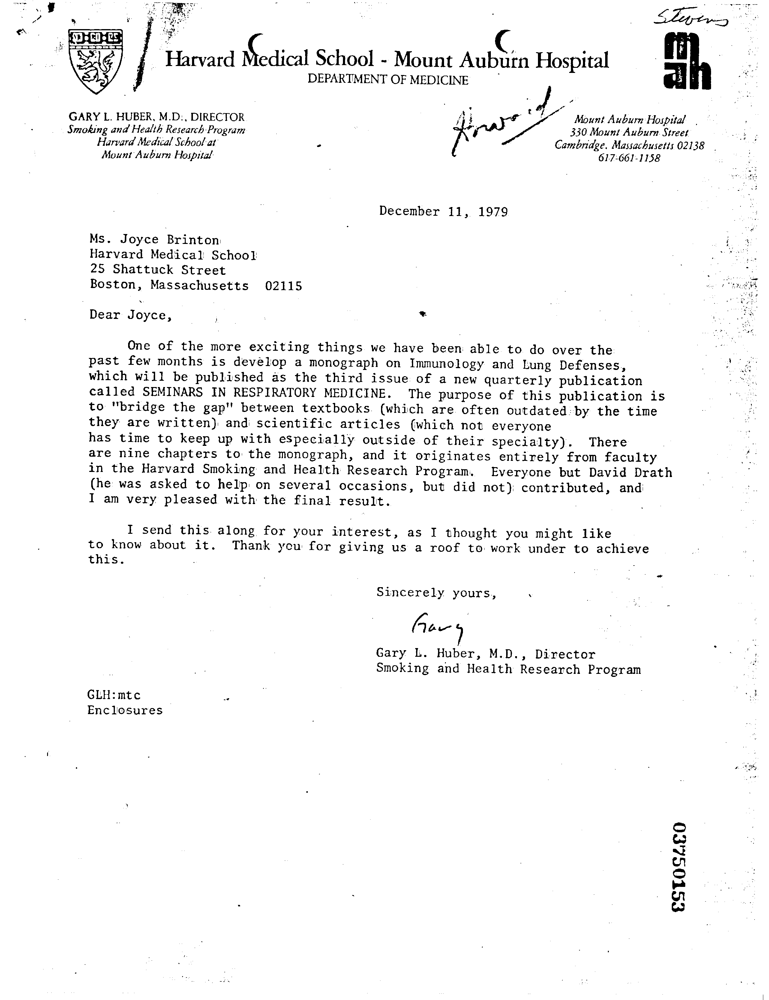 Stevens
Harvard Medical School - Mount Auburn Hospital
DEPARTMENT OF MEDICINE
mah
GARY L. HUBER, M.D., DIRECTOR
Smoking and Health Research Program
Harvard Medical School at
Mount Auburn Hospital
Mount Auburn Hospital
330 Mount Auburn Street
Cambridge, Massachusetts 02138
617-661-1158
December 11, 1979
Ms. Joyce Brinton
Harvard Medical School
25 Shattuck Street
Boston, Massachusetts 02115
Dear Joyce,
One of the more exciting things we have been able to do over the
past few months is develop a monograph on Immunology and Lung Defenses,
which will be published as the third issue of a new quarterly publication
called SEMINARS IN RESPIRATORY MEDICINE. The purpose of this publication is
to "bridge the gap" between textbooks (which are often outdated by the time
they are written) and scientific articles (which not everyone
has time to keep up with especially outside of their specialty). There
are nine chapters to the monograph, and it originates entirely from faculty
in the Harvard Smoking and Health Research Program. Everyone but David Drath
(he was asked to help on several occasions, but did not) contributed, and
I am very pleased with the final result.
I send this along for your interest, as I thought you might like
to know about it. Thank you for giving us a roof to work under to achieve
this.
Sincerely yours,
Gary
Gary L. Huber, M.D., Director
Smoking and Health Research Program
GLH:mtc
Enclosures
03750153